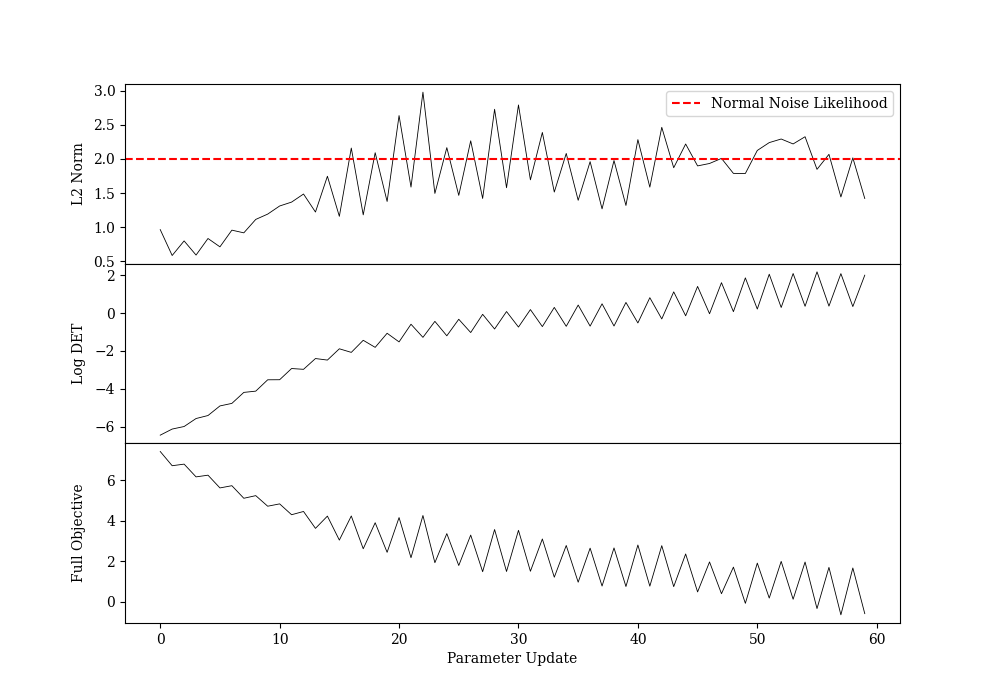 3.0
2.5
2.0
1.5
1.0
0.5
L2 Norm
Normal Noise Likelihood
2
0
−2
−4
−6
Log DET
6
4
2
0
Full Objective
0 10 20 30 40 50 60
Parameter Update